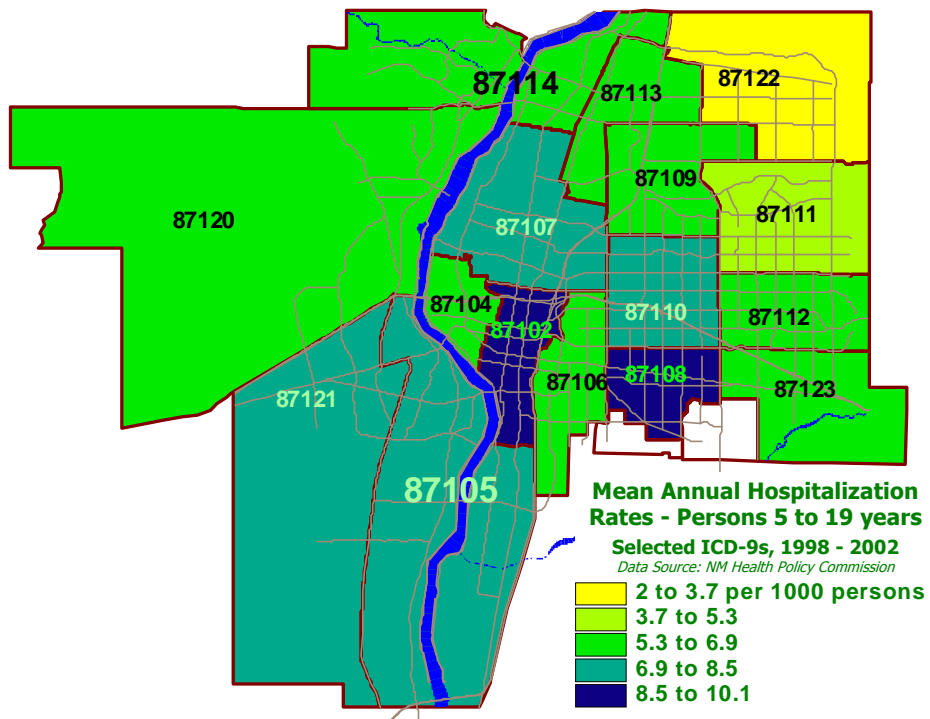 87122
87114
87113
87109
87111
87120
87107
87104
87110
87112
87102
87106
87108
87123
87121
87105
Mean Annual Hospitalization
Rates - Persons 5 to 19 years
Selected ICD-9s, 1998 - 2002
Data Source: NM Health Policy Commission
2 to 3.7 per 1000 persons
3.7 to 5.3
5.3 to 6.9
6.9 to 8.5
8.5 to 10.1